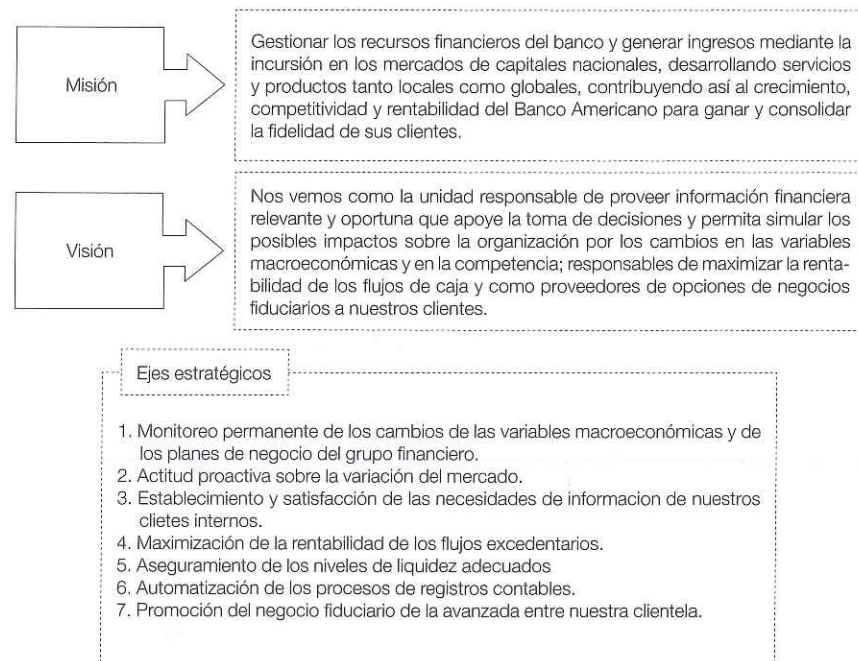 Misión
Gestionar los recursos financieros del banco y generar ingresos mediante la
incursión en los mercados de capitales nacionales, desarrollando servicios
y productos tanto locales como globales, contribuyendo así al crecimiento,
competitividad y rentabilidad del Banco Americano para ganar y consolidar
la fidelidad de sus clientes.
Visión
Nos vemos como la unidad responsable de proveer información financiera
relevante y oportuna que apoye la toma de decisiones y permita simular los
posibles impactos sobre la organización por los cambios en las variables
macroeconómicas y en la competencia; responsables de maximizar la renta-
bilidad de los flujos de caja y como proveedores de opciones de negocios
fiduciarios a nuestros clientes.
Ejes estratégicos
1. Monitoreo permanente de los cambios de las variables macroeconómicas y de
los planes de negocio del grupo financiero.
2. Actitud proactiva sobre la variación del mercado.
3. Establecimiento y satisfacción de las necesidades de informacion de nuestros
clietes internos.
4. Maximización de la rentabilidad de los flujos excedentarios.
5. Aseguramiento de los niveles de liquidez adecuados
6. Automatización de los procesos de registros contables.
7. Promoción del negocio fiduciario de la avanzada entre nuestra clientela.